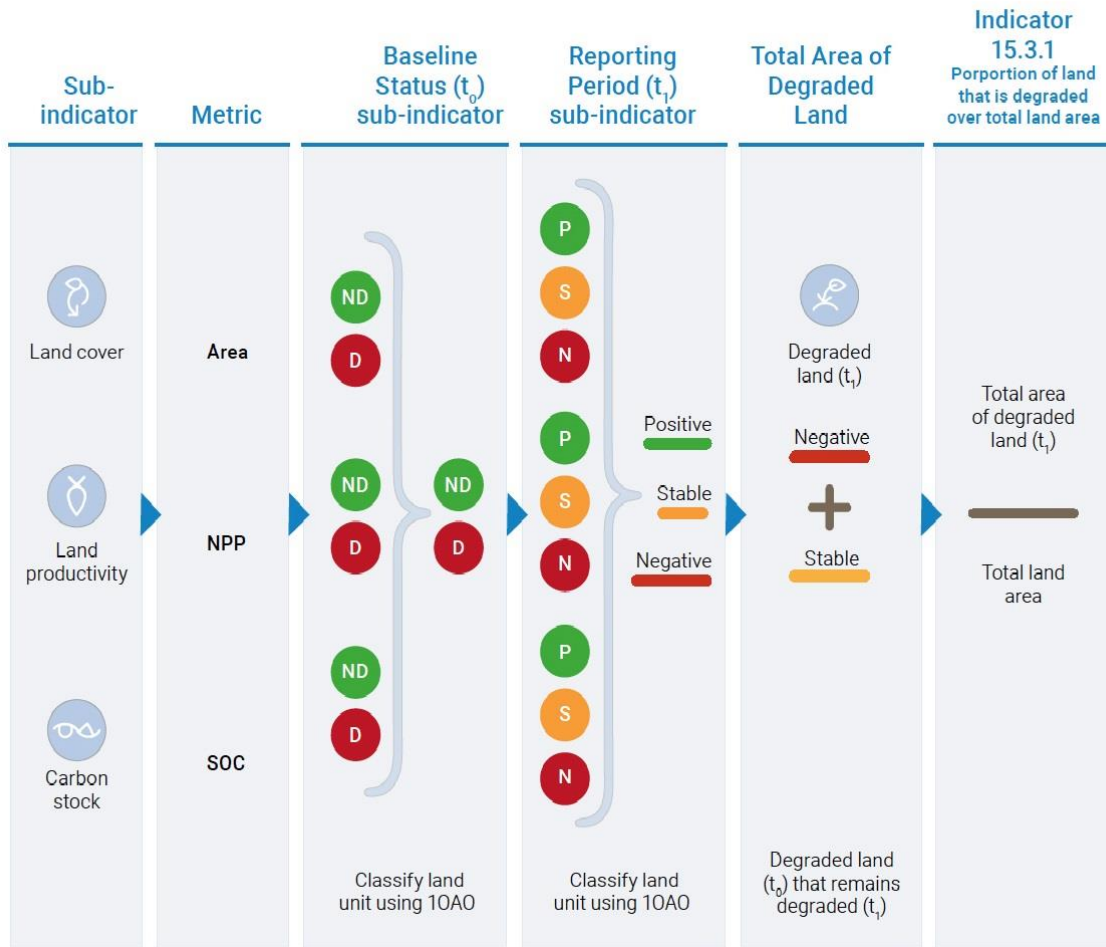 Sub-
indicator
Metric
Baseline
Status (t₀)
sub-indicator
Reporting
Period (t₁)
sub-indicator
Total Area of
Degraded
Land
Indicator
15.3.1
Porportion of land
that is degraded
over total land area
Land cover
Land
productivity
Carbon
stock
Area
NPP
SOC
ND
D
ND
D
ND
D
ND
D
Classify land
unit using 1OAO
P
S
N
P
S
N
P
S
N
Positive
Stable
Negative
Classify land
unit using 1OAO
Degraded
land (t₁)
Negative
+
Stable
Degraded land
(t₀) that remains
degraded (t₁)
Total area
of degraded
land (t₁)
Total land
area